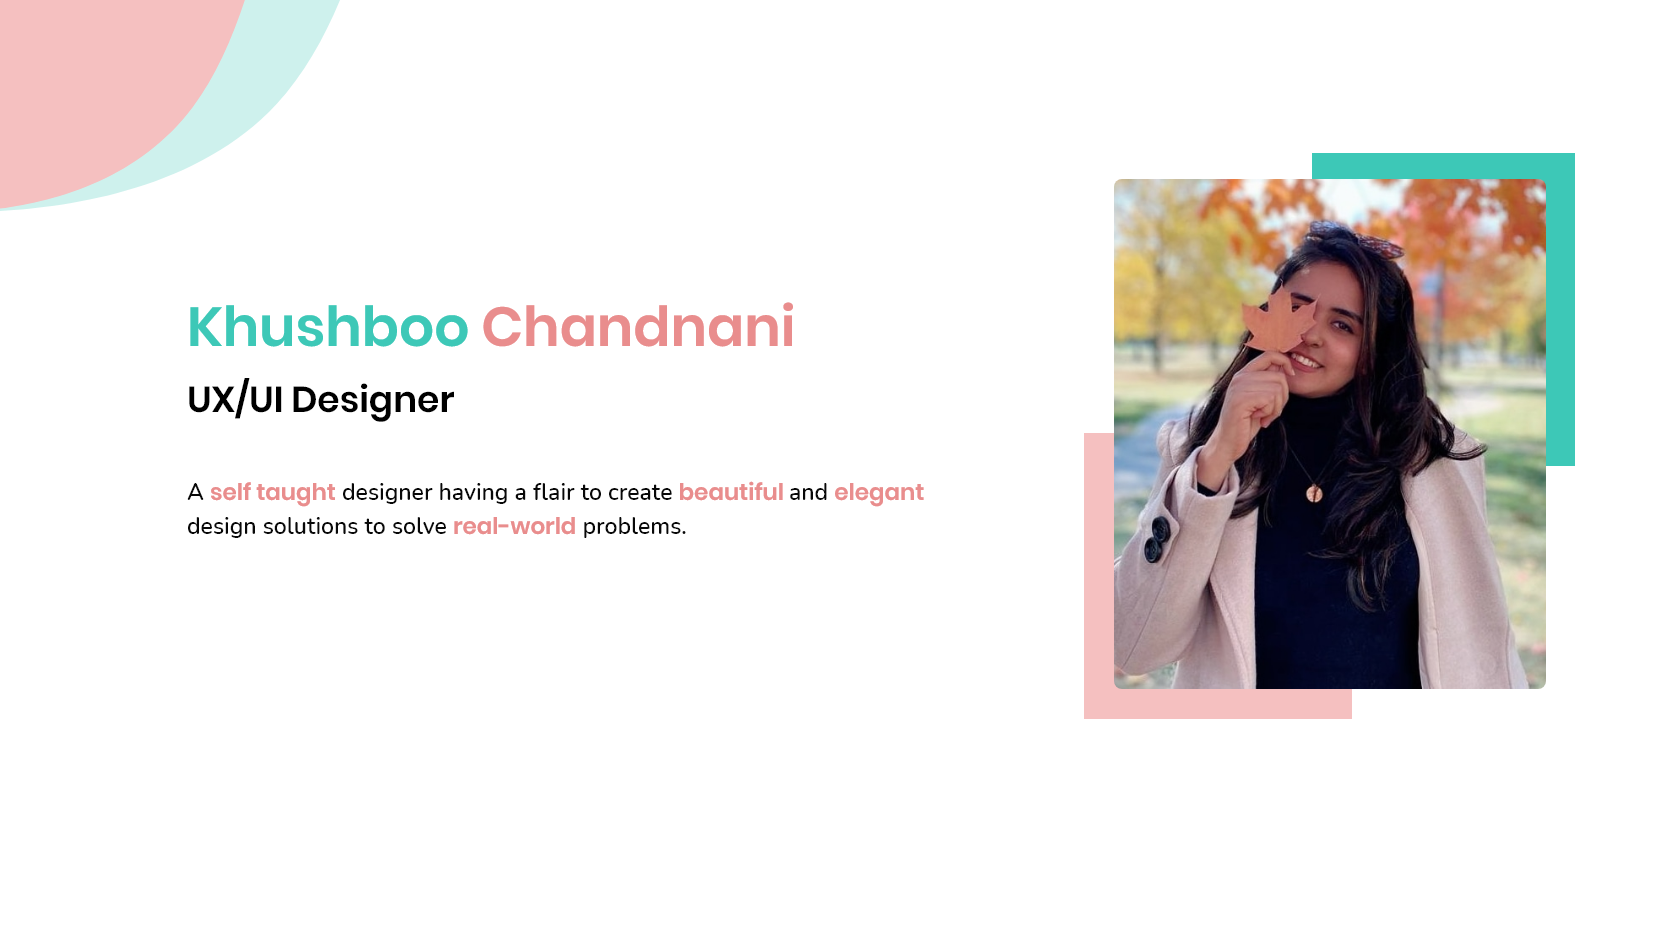 Khushboo Chandnani
UX/UI Designer
A self taught designer having a flair to create beautiful and elegant
design solutions to solve real-world problems.